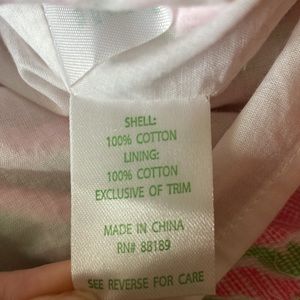 SHELL:
100% COTTON
LINING:
100% COTTON
EXCLUSIVE OF TRIM
MADE IN CHINA
RN# 88189
SEE REVERSE FOR CARE